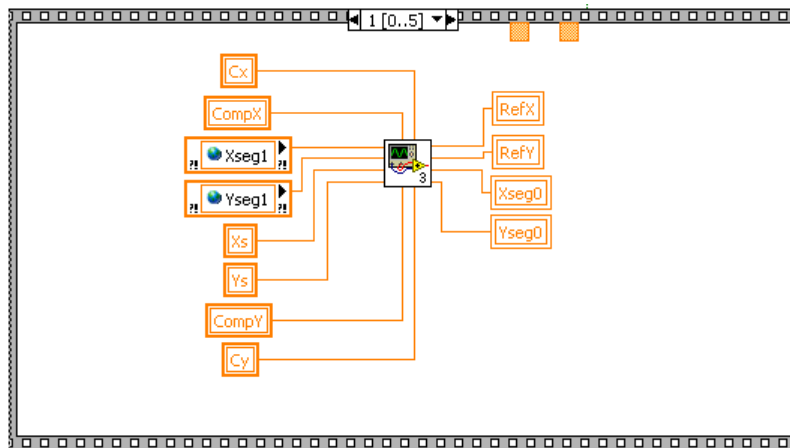 1 [0..5]
Cx
CompX
RefX
Xseg1
RefY
?!
?!
3
Xseg0
Yseg1
?!
?!
Yseg0
Xs
Ys
CompY
Cy